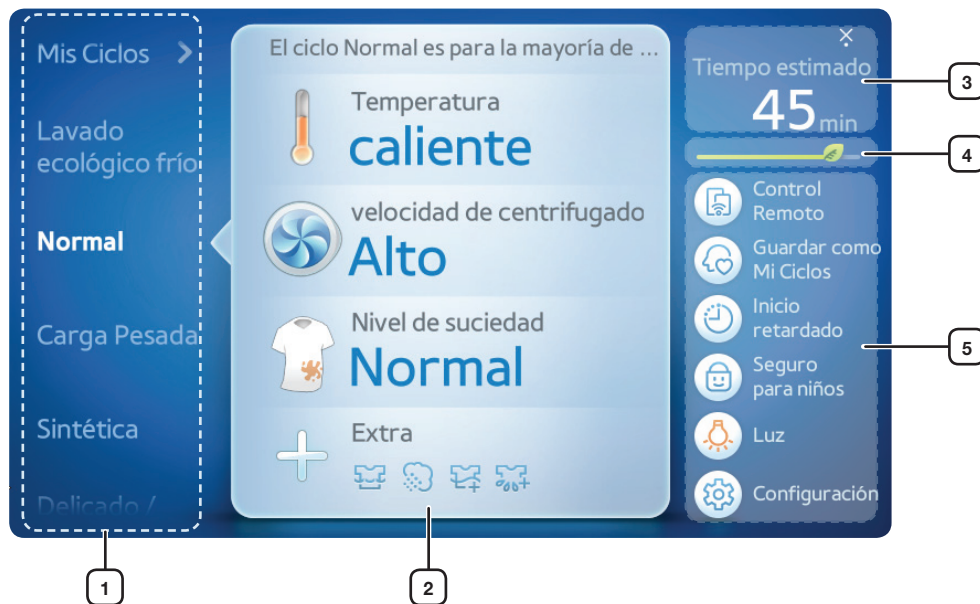 Mis Ciclos
Lavado
ecológico frío
Normal
Carga Pesada
Sintética
Delicado /
El ciclo Normal es para la mayoría de ...
Temperatura
caliente
velocidad de centrifugado
Alto
Nivel de suciedad
Normal
Extra
Tiempo estimado
45 min
Control
Remoto
Guardar como
Mi Ciclos
Inicio
retardado
Seguro
para niños
Luz
Configuración
3
4
5
1
2